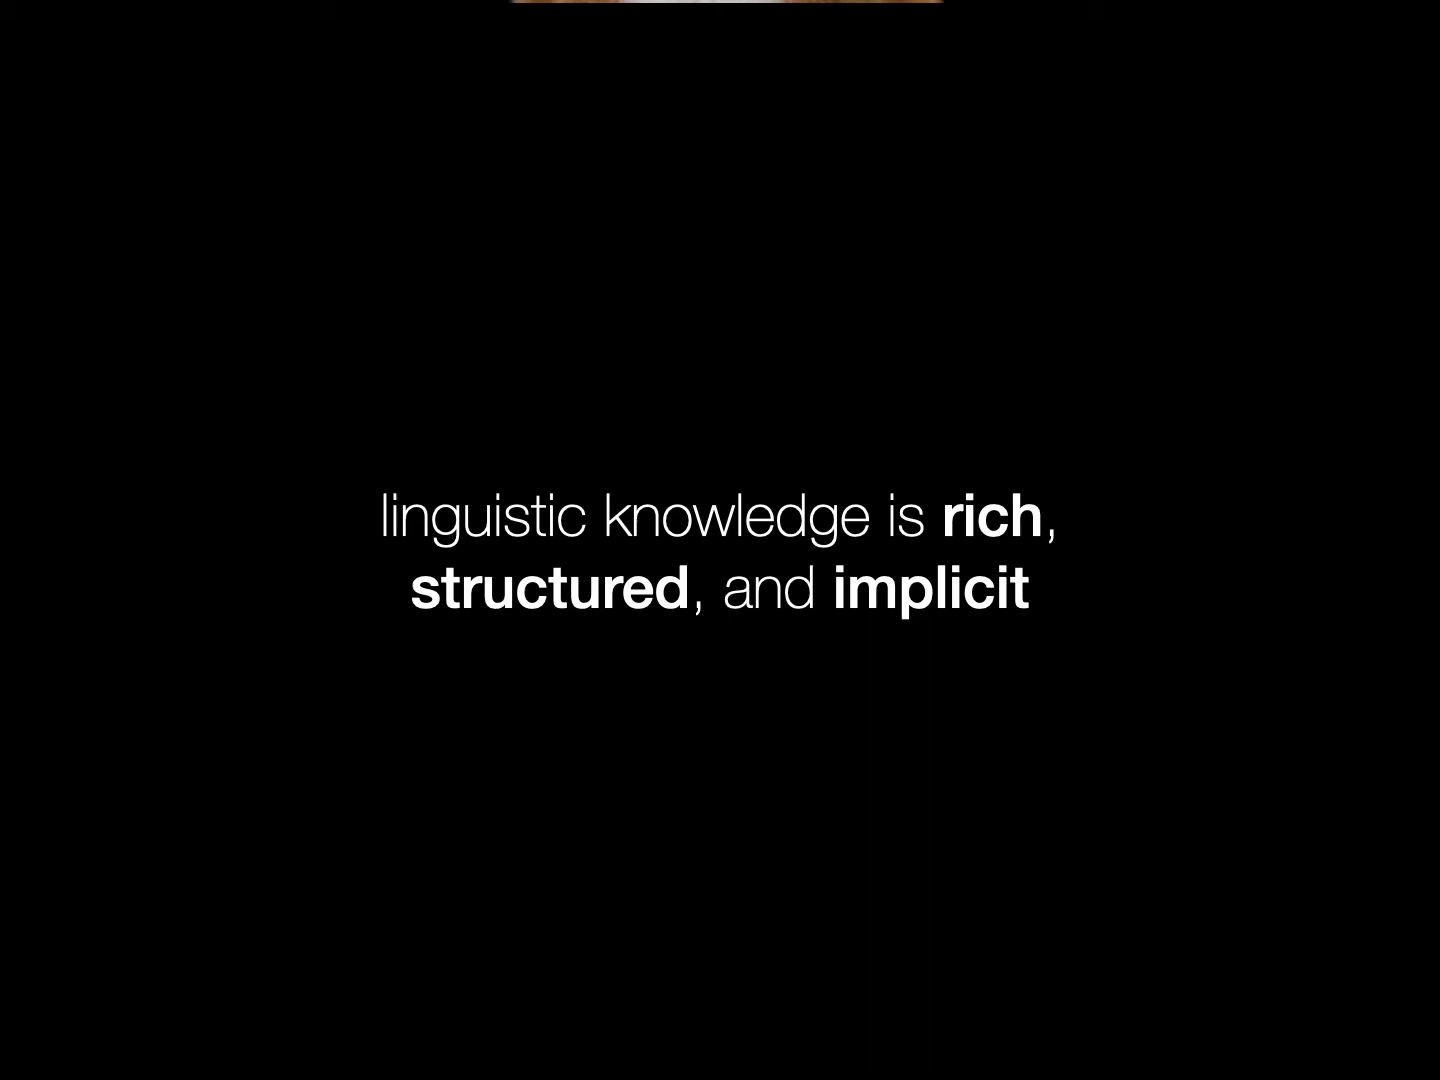 linguistic knowledge is rich,
structured, and implicit